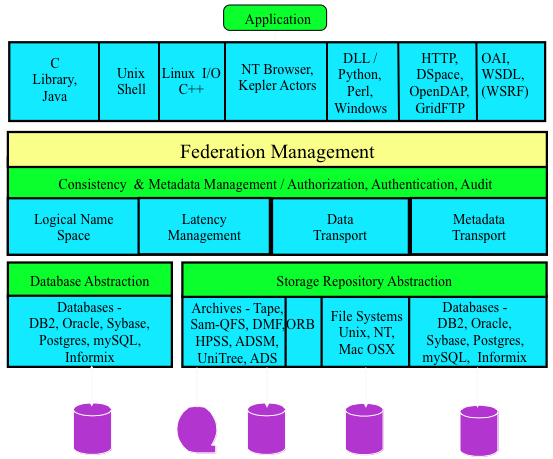 Application
C
Library,
Java
Unix
Shell
Linux I/O
C++
NT Browser,
Kepler Actors
DLL /
Python,
Perl,
Windows
HTTP,
DSpace,
OpenDAP,
GridFTP
OAI,
WSDL,
(WSRF)
Federation Management
Consistency & Metadata Management / Authorization, Authentication, Audit
Logical Name
Space
Latency
Management
Data
Transport
Metadata
Transport
Database Abstraction
Storage Repository Abstraction
Databases -
DB2, Oracle, Sybase,
Postgres, mySQL,
Informix
Archives - Tape,
Sam-QFS, DMF,
HPSS, ADSM,
UniTree, ADS
ORB
File Systems
Unix, NT,
Mac OSX
Databases -
DB2, Oracle,
Sybase, Postgres,
mySQL, Informix